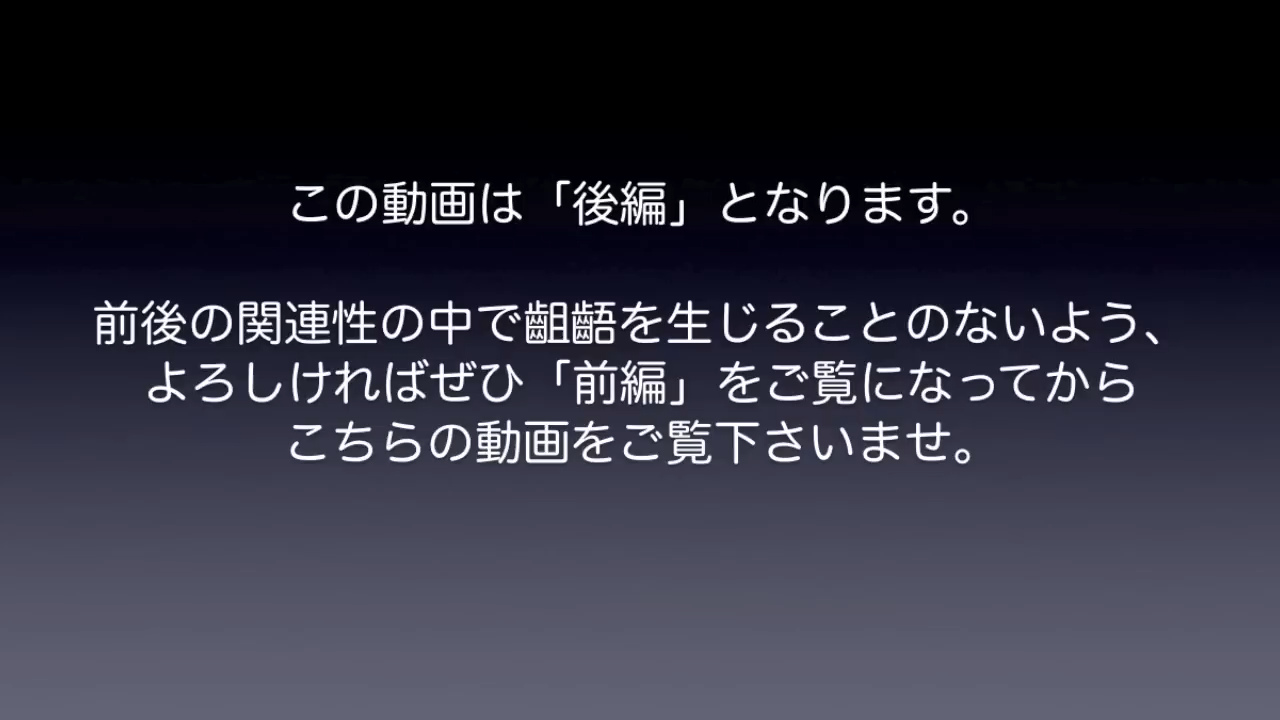 この動画は「後編」となります。
前後の関連性の中で齟齬を生じることのないよう、
よろしければぜひ「前編」をご覧になってから
こちらの動画をご覧下さいませ。